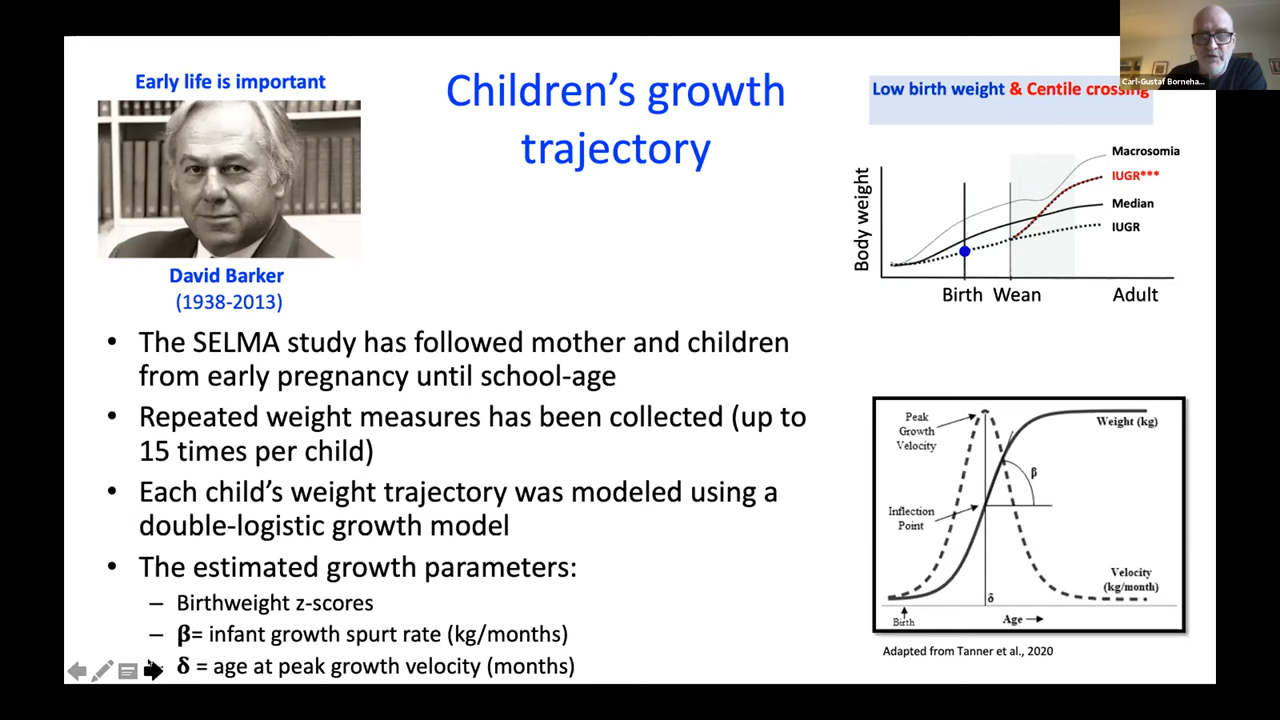 Early life is important
David Barker
(1938-2013)
Children's growth
trajectory
Carl-Gustaf Borneha...
Low birth weight & Centile crossing
Body weight
Macrosomia
IUGR***
Median
IUGR
Birth Wean Adult
• The SELMA study has followed mother and children
from early pregnancy until school-age
• Repeated weight measures has been collected (up to
15 times per child)
• Each child's weight trajectory was modeled using a
double-logistic growth model
• The estimated growth parameters:
– Birthweight z-scores
– β= infant growth spurt rate (kg/months)
δ = age at peak growth velocity (months)
Peak
Growth
Velocity
Weight (kg)
β
Inflection
Point
Velocity
(kg/month)
δ
Birth
Age
Adapted from Tanner et al., 2020